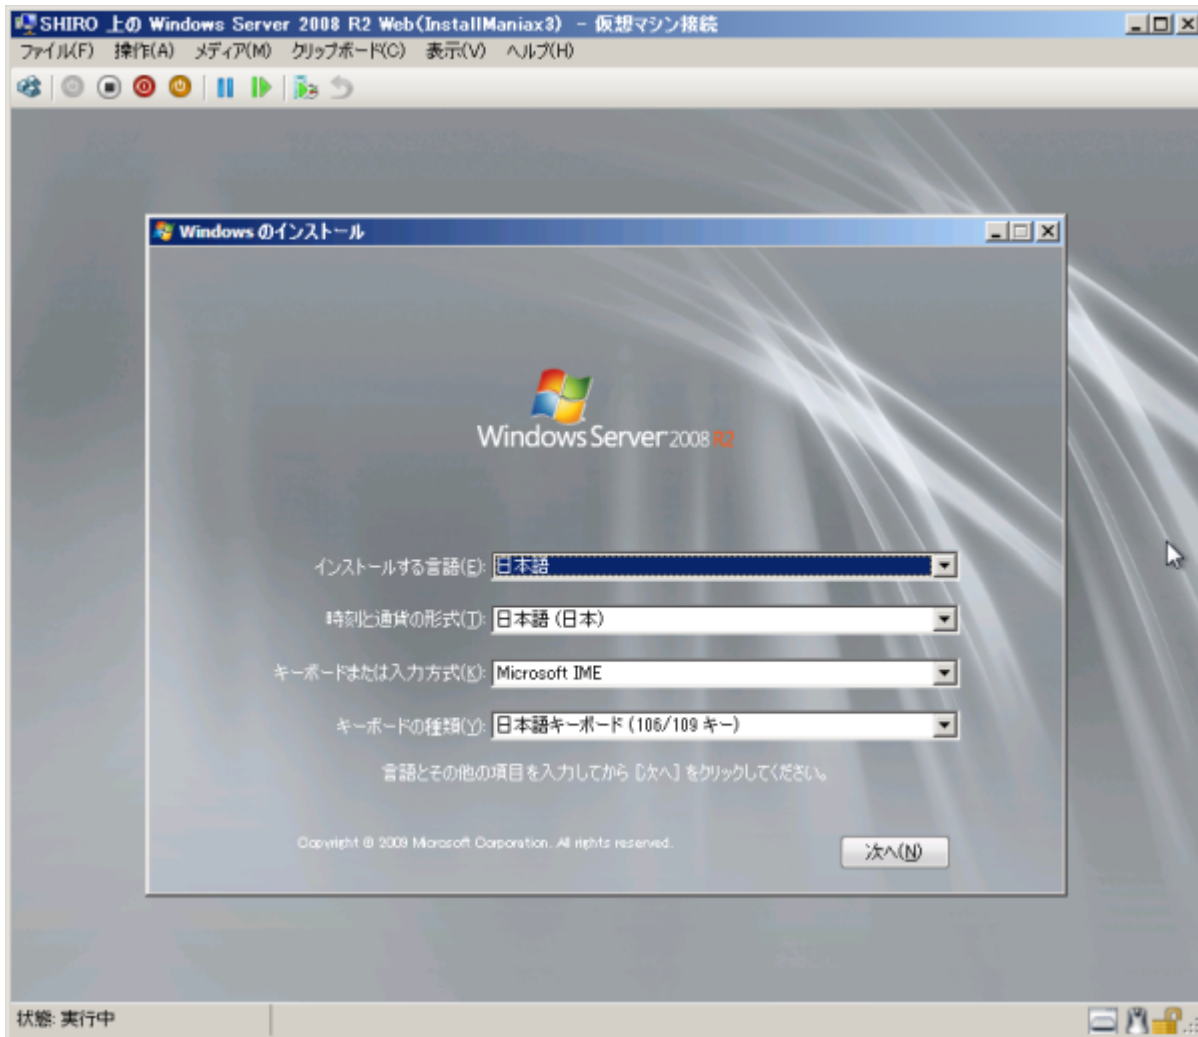 SHIRO 上の Windows Server 2008 R2 Web(InstallManiax3) - 仮想マシン接続
ファイル(F) 操作(A) メディア(M) クリップボード(C) 表示(V) ヘルプ(H)
Windows のインストール
Windows Server 2008 R2
インストールする言語(E): 日本語
時刻と通貨の形式(T): 日本語 (日本)
キーボードまたは入力方式(K): Microsoft IME
キーボードの種類(Y): 日本語キーボード (106/109 キー)
言語とその他の項目を入力してから [次へ] をクリックしてください。
Copyright © 2009 Microsoft Corporation. All rights reserved.
次へ(N)
状態: 実行中